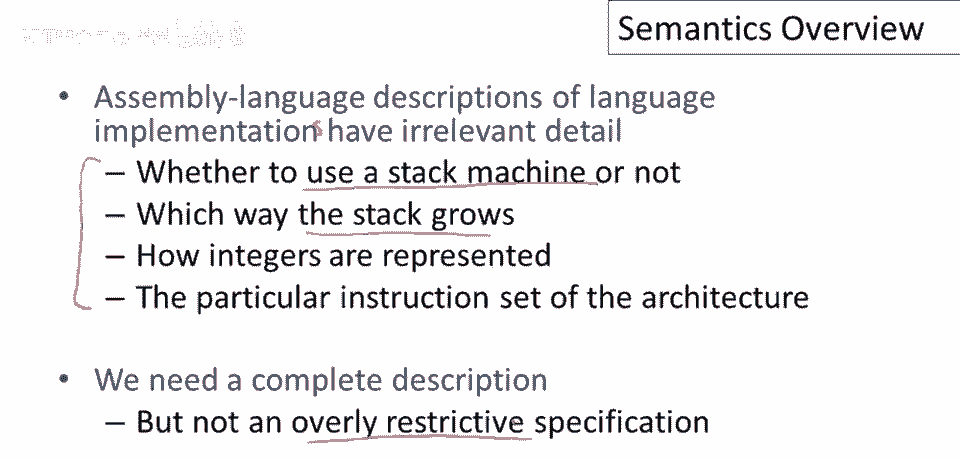 Semantics Overview
• Assembly-language descriptions of language
implementations have irrelevant detail
– Whether to use a stack machine or not
– Which way the stack grows
– How integers are represented
– The particular instruction set of the architecture
• We need a complete description
– But not an overly restrictive specification